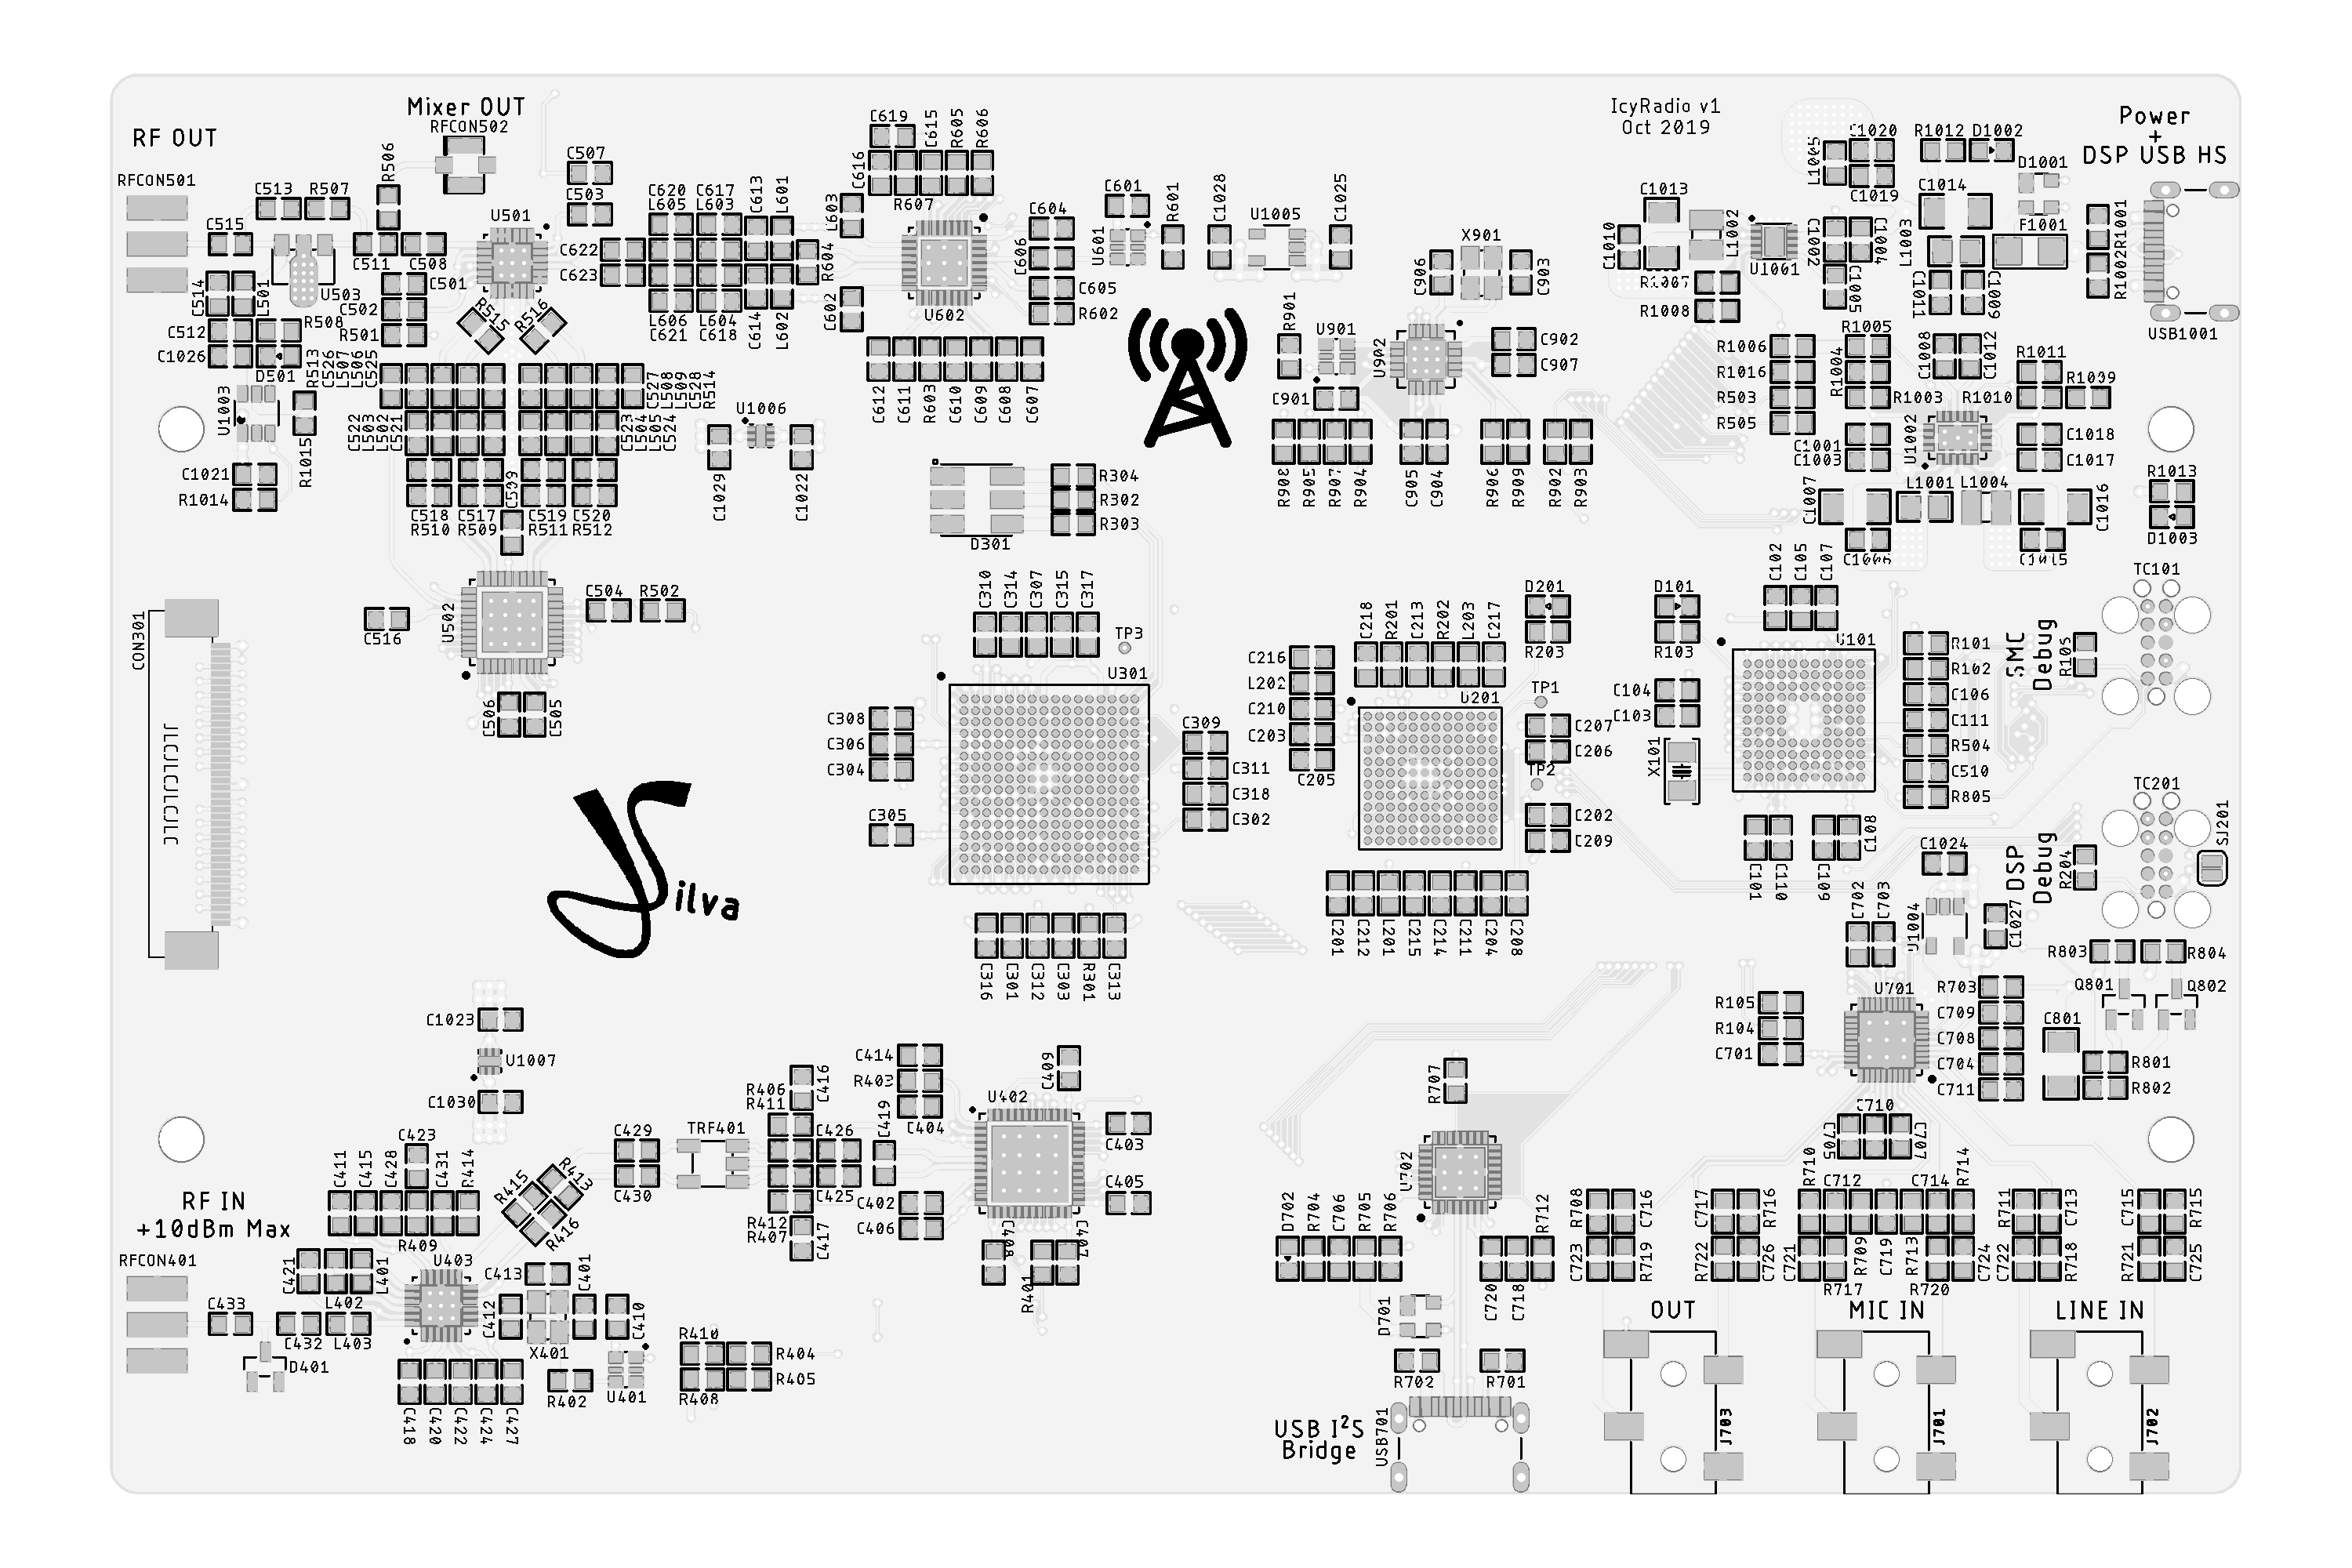 Mixer OUT
RFCON502
RF OUT
RFCON501
IcyRadio v1
Oct 2019
Power
+
DSP USB HS
C619
C615
R605
R606
C616
R607
R506
C507
C503
C513
R507
C515
U501
C511
C508
U503
C514
L501
C501
C502
R501
C512
R508
C1026
D501
R515
R516
C620
C617
L605
L603
C613
L601
C622
C623
R604
L606
L604
C621
C618
C614
L602
L603
C602
U602
C604
C606
C605
R602
C601
U601
R601
C1028
U1005
C1025
X901
C906
C903
R901
U901
U902
C902
C907
C901
C1013
C1010
L1002
U1001
R1007
R1008
L1005
C1020
C1019
R1012
D1002
D1001
C1014
C1002
C1004
C1005
L1003
F1001
C1011
C1009
R1001
R1002
USB1001
R513
C526
L507
L506
C525
C527
L508
L509
C528
R514
U1003
R1015
C522
L503
L502
C521
C523
L504
L505
C524
C1021
R1014
C509
C518
C517
C519
C520
R510
R509
R511
R512
U1006
C1029
C1022
C612
C611
R603
C610
C609
C608
C607
R304
R302
R303
D301
R908
R905
R907
R904
C905
C904
R906
R909
R902
R903
R1006
R1016
R503
R505
R1005
R1004
R1003
C1008
C1012
R1011
R1009
R1010
C1001
C1003
U1002
C1018
C1017
C1007
L1001
L1004
C1016
C1006
C1015
R1013
D1003
CON301
C516
U502
C504
R502
C506
C505
C310
C314
C307
C315
C317
TP3
U301
C308
C306
C304
C305
C309
C311
C318
C302
C316
C301
C312
C303
R301
C313
C218
R201
C213
R202
L203
C217
C216
L202
C210
C203
C205
U201
D201
R203
TP1
C207
C206
TP2
C202
C209
C201
C212
L201
C215
C214
C211
C204
C208
D101
R103
C104
C103
X101
C102
C105
C107
U101
R101
R102
C106
C111
R504
C510
R805
C101
C110
C109
C108
SMC
Debug
R105
TC101
DSP
Debug
R204
TC201
SJ201
C1024
C702
C703
U1004
C1027
R803
R804
Q801
Q802
C801
R801
R802
U701
R105
R104
C701
R703
C709
C708
C704
C711
C710
C705
C707
ilva
C1023
U1007
C1030
C414
R403
C404
C409
U402
C403
C405
C402
C406
C408
C407
R401
R406
R411
C416
C426
C419
C425
R412
R407
C417
TRF401
C429
C430
C423
C411
C415
C428
C431
R414
R409
R415
R413
R416
RF IN
+10dBm Max
RFCON401
C421
L401
L402
C433
C432
L403
D401
U403
C413
C401
C412
C410
X401
R402
U401
R410
R404
R408
R405
C418
C420
C422
C424
C427
R707
U702
D702
R704
C706
R705
R706
R712
C720
C718
D701
R702
R701
USB I²S
Bridge
USB701
R708
C716
C723
R719
C717
R716
R722
C726
R710
C712
C714
R714
C721
R709
C719
R713
C724
R717
R720
R711
C713
C722
R718
C715
R715
R721
C725
OUT
MIC IN
LINE IN
J703
J701
J702